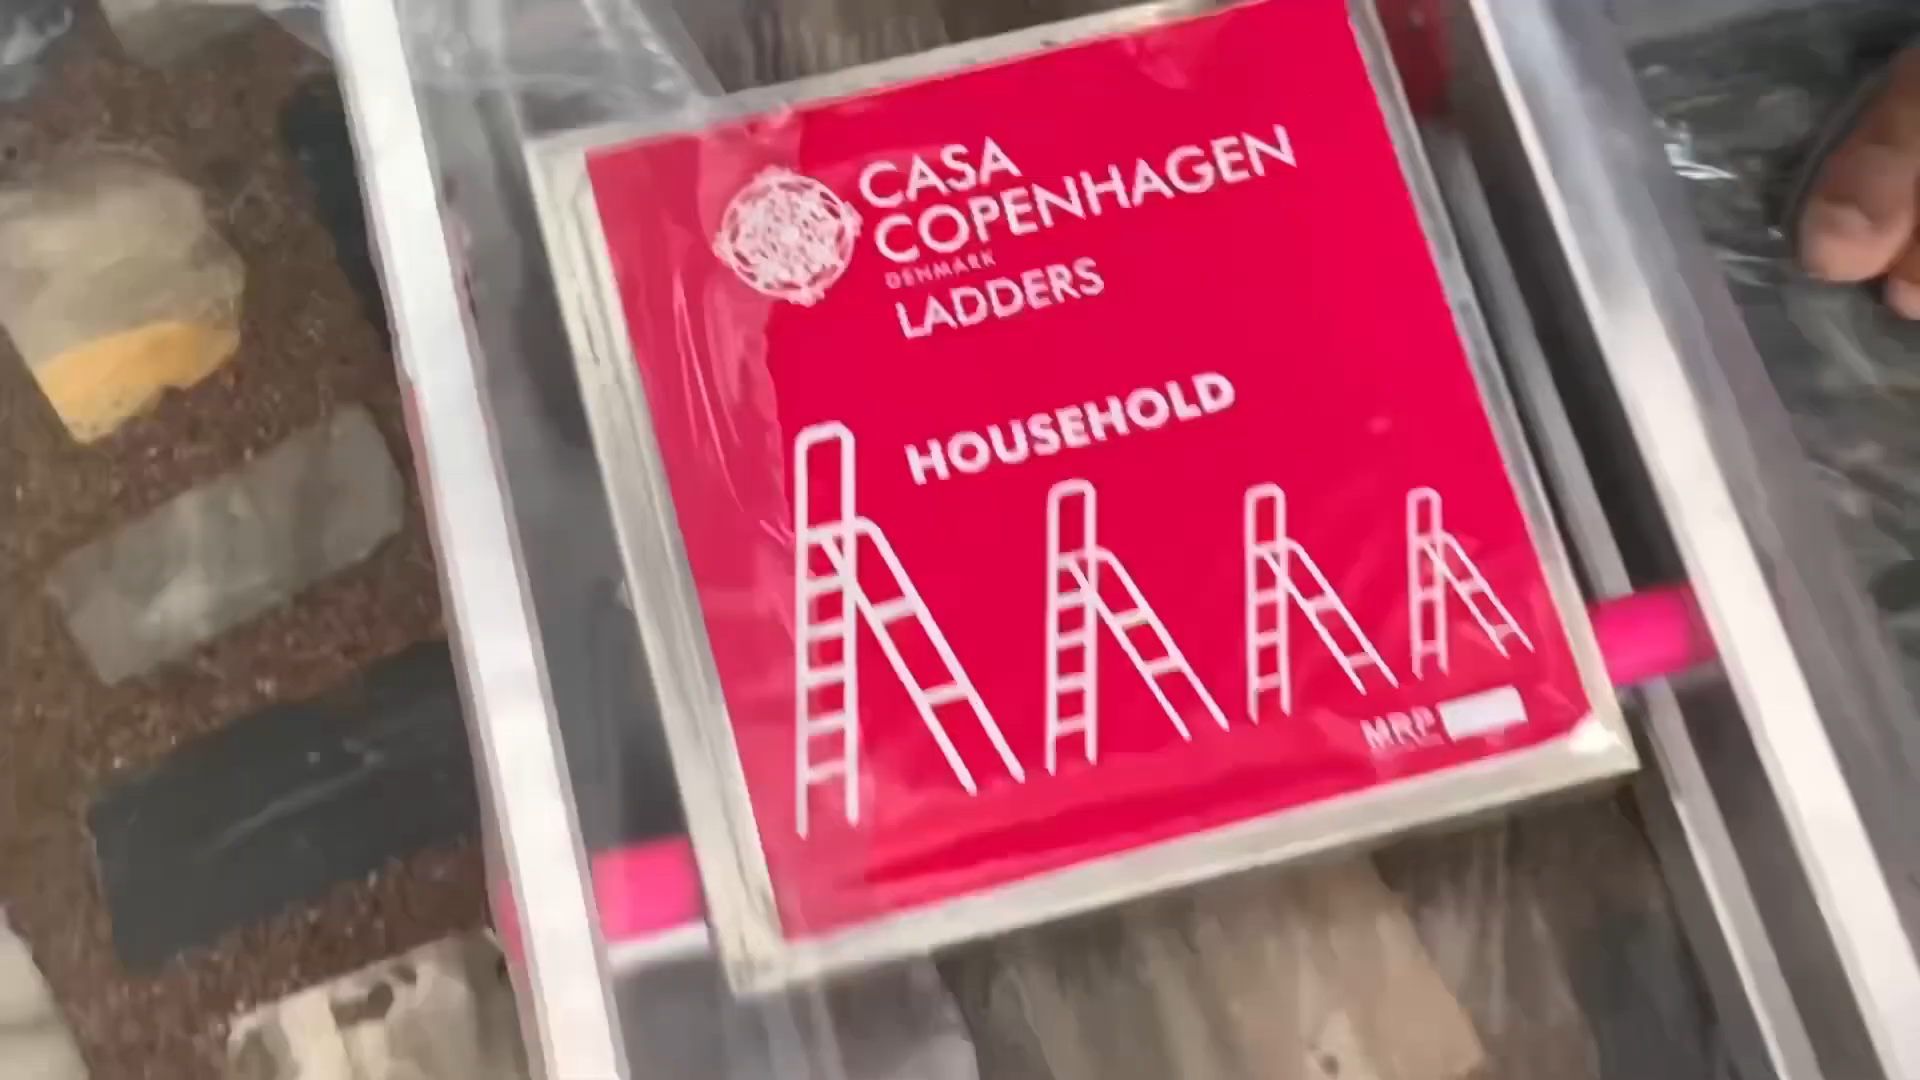 CASA
COPENHAGEN
DENMARK
LADDERS
HOUSEHOLD
MRP